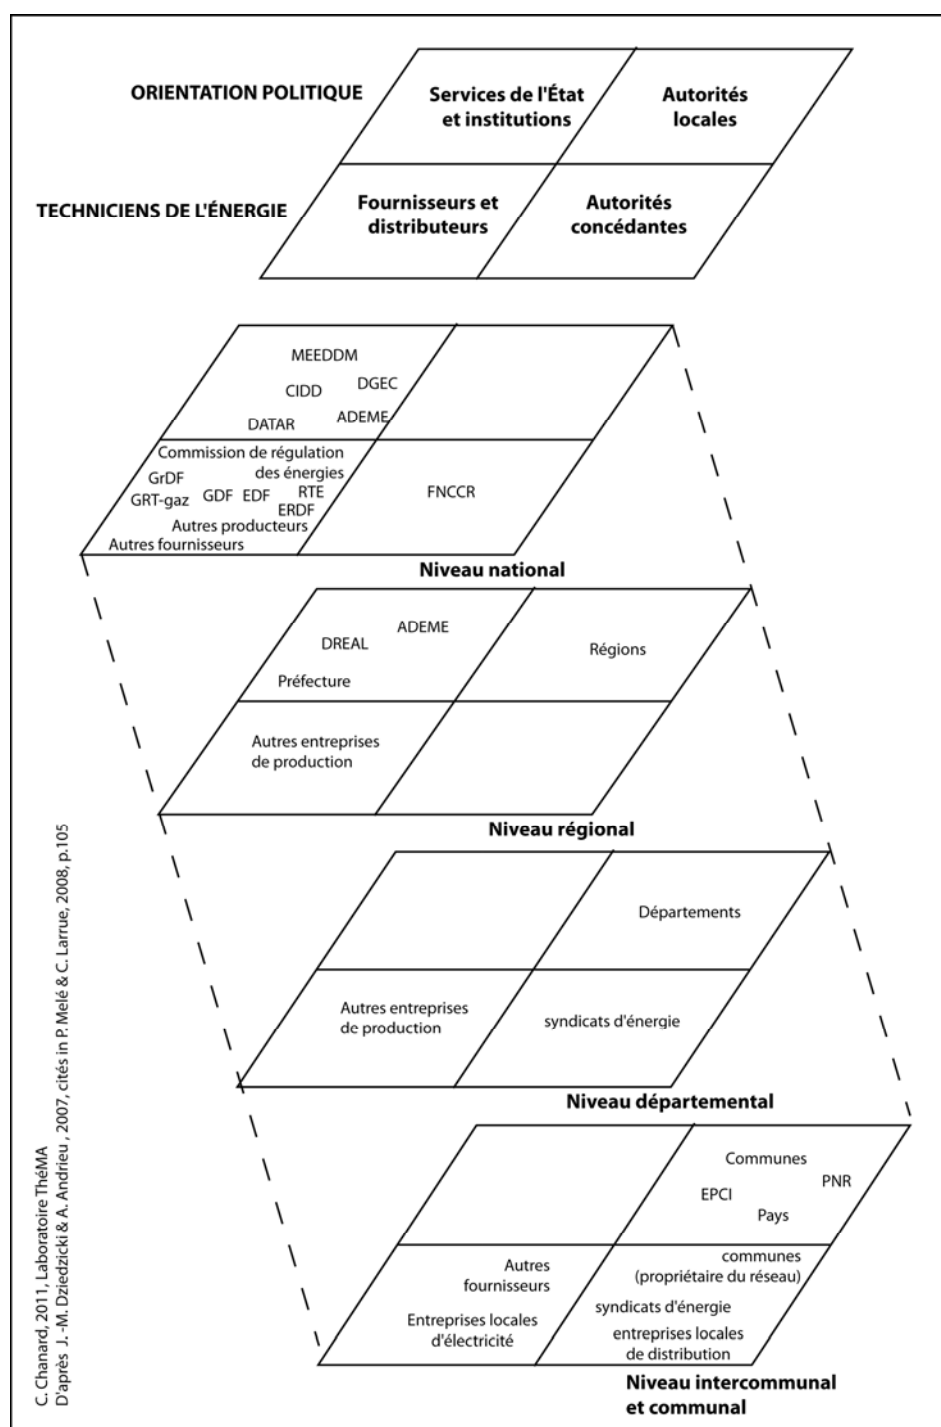 ORIENTATION POLITIQUE
Services de l'État
et institutions
Autorités
locales
TECHNICIENS DE L'ÉNERGIE
Fournisseurs et
distributeurs
Autorités
concédantes
MEEDDM
CIDD
DGEC
DATAR
ADEME
Commission de régulation
des énergies
GrDF
GRT-gaz
GDF
EDF
RTE
ERDF
Autres producteurs
Autres fournisseurs
FNCCR
Niveau national
DREAL
ADEME
Préfecture
Régions
Autres entreprises
de production
Niveau régional
Départements
Autres entreprises
de production
syndicats d'énergie
Niveau départemental
Communes
EPCI
PNR
Pays
Autres
fournisseurs
Entreprises locales
d'électricité
communes
(propriétaire du réseau)
syndicats d'énergie
entreprises locales
de distribution
Niveau intercommunal
et communal
C. Chanard, 2011, Laboratoire ThéMA
D'après J. -M. Dziedzicki & A. Andrieu , 2007, cités in P. Melé & C. Larrue, 2008, p.105